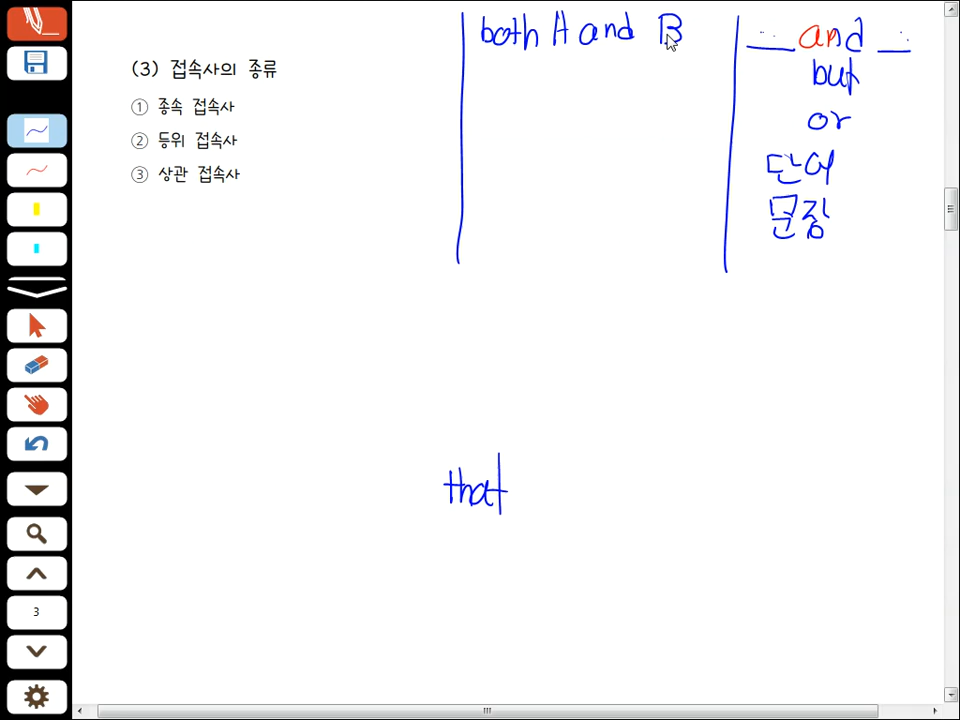 (3) 접속사의 종류
① 종속 접속사
② 등위 접속사
③ 상관 접속사
both A and B
and
but
or
단어
문장
that
3